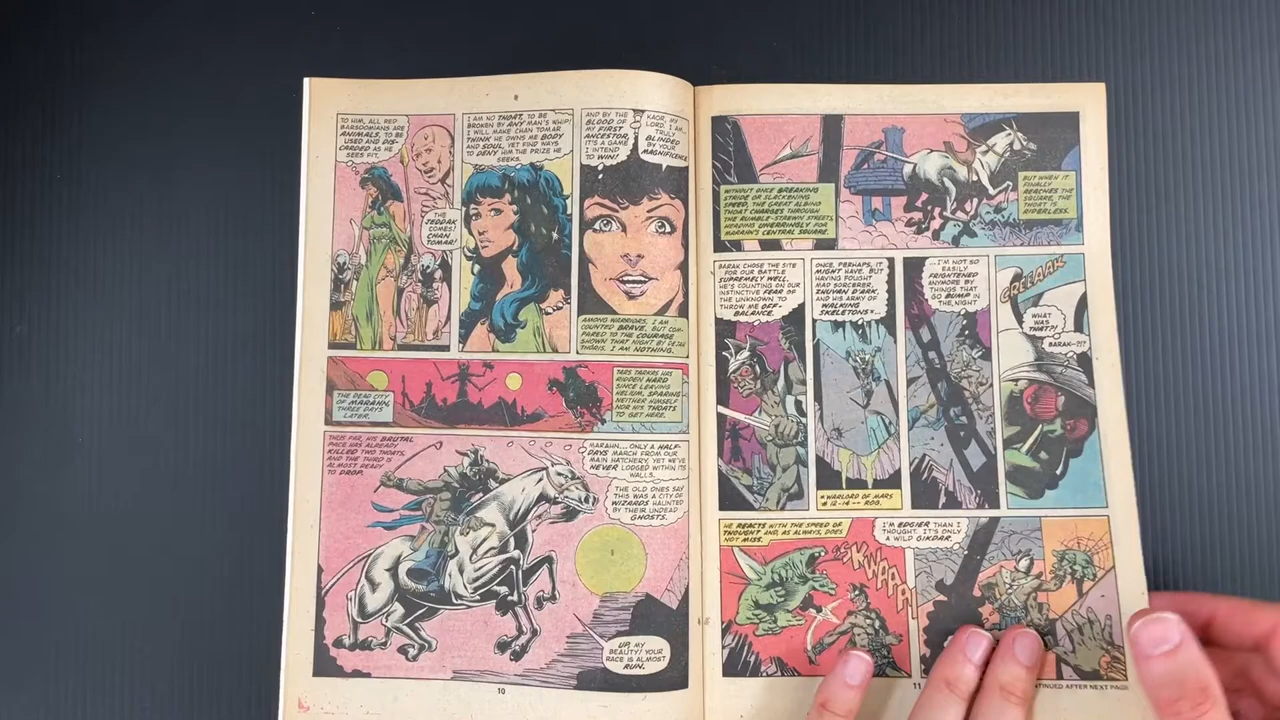 TO HIM, ALL RED
BARSOOMIANS ARE
ANIMALS, TO BE
USED AND DIS-
CARDED AS HE
SEES FIT.
THE
JEDDAK
COMES!
CHAN
TOMAR!
I AM NO THOAT, TO BE
BROKEN BY ANY MAN'S WHIP!
I WILL MAKE CHAN TOMAR
THINK HE OWNS ME BODY
AND SOUL, YET FIND WAYS
TO DENY HIM THE PRIZE HE
SEEKS.
AND BY THE
BLOOD OF
MY FIRST
ANCESTOR,
IT'S A GAME
I INTEND
TO WIN!
KAOR, MY
LORD. I AM
TRULY
BLINDED
BY YOUR
MAGNIFICENCE.
AMONG WARRIORS, I AM
COUNTED BRAVE. BUT COM-
PARED TO THE COURAGE
SHOWN THAT NIGHT BY DEJAH
THORIS, I AM NOTHING.
THE DEAD CITY
OF MARAHN,
THREE DAYS
LATER.
TARS TARKAS HAS
RIDDEN HARD
SINCE LEAVING
HELIUM, SPARING
NEITHER HIMSELF
NOR HIS THOATS
TO GET HERE.
THUS FAR, HIS BRUTAL
PACE HAS ALREADY
KILLED TWO THOATS,
AND THE THIRD IS
ALMOST READY
TO DROP.
MARAHN... ONLY A HALF-
DAYS MARCH FROM OUR
MAIN HATCHERY, YET WE'VE
NEVER LODGED WITHIN ITS
WALLS.
THE OLD ONES SAY
THIS WAS A CITY OF
WIZARDS HAUNTED
BY THEIR UNDEAD
GHOSTS.
UP, MY
BEAUTY! YOUR
RACE IS ALMOST
RUN.
10
WITHOUT ONCE BREAKING
STRIDE OR SLACKENING
SPEED, THE GREAT ALBINO
THOAT CHARGES THROUGH
THE RUMBLE-STREWN STREETS,
HEADING UNERRINGLY FOR
MARAHN'S CENTRAL SQUARE.
BUT WHEN IT
FINALLY
REACHES THE
SQUARE, THE
THOAT IS
RIDERLESS.
BARAK CHOSE THE SITE
FOR OUR BATTLE
SUPREMELY WELL.
HE'S COUNTING ON OUR
INSTINCTIVE FEAR OF
THE UNKNOWN TO
THROW ME OFF-
BALANCE.
ONCE, PERHAPS, IT
MIGHT HAVE. BUT
HAVING FOUGHT
MAD SORCERER,
CHUVAN D'ARK,
AND HIS ARMY OF
WALKING
SKELETONS*...
*WARLORD OF MARS
# 12-14 -- ROG.
...I'M NOT SO
EASILY
FRIGHTENED
ANYMORE BY
THINGS THAT
GO BUMP IN
THE NIGHT
CREEAAK
WHAT
WAS
THAT?!
BARAK--?!?
HE REACTS WITH THE SPEED OF
THOUGHT AND, AS ALWAYS, DOES
NOT MISS.
SKWAPP!
I'M EDGIER THAN I
THOUGHT. IT'S ONLY
A WILD GIKDAR.
11
CONTINUED AFTER NEXT PAGE